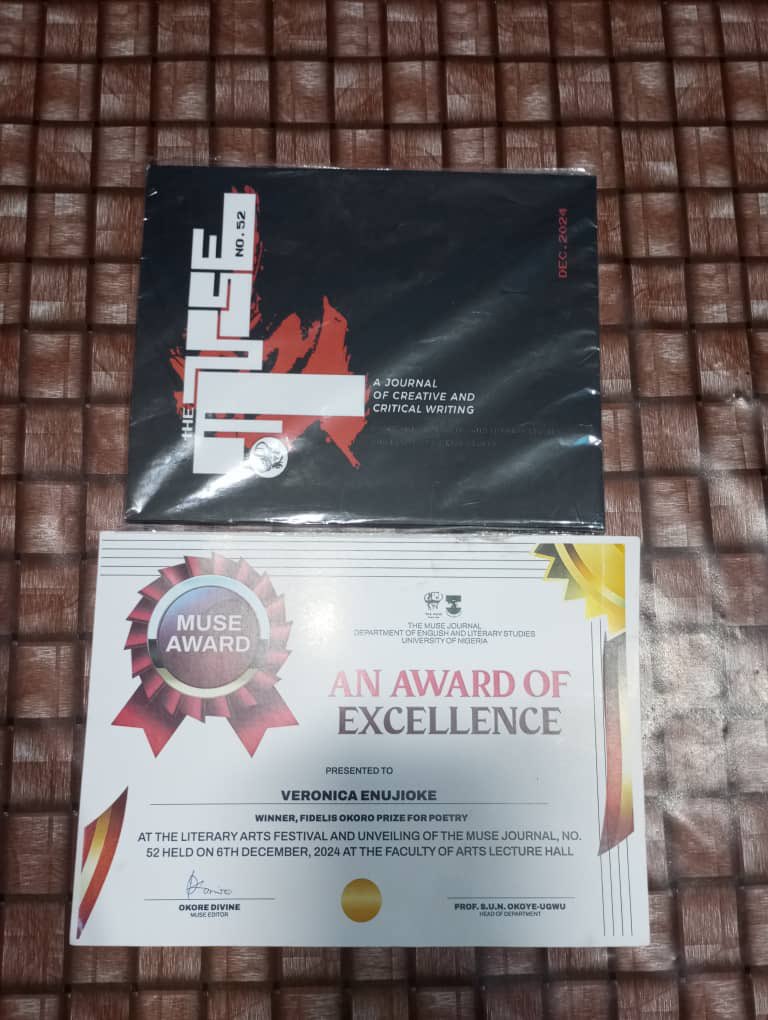 THE MUSE
NO. 52
DEC. 2024
A JOURNAL
OF CREATIVE AND
CRITICAL WRITING
MUSE
AWARD
THE MUSE JOURNAL
DEPARTMENT OF ENGLISH AND LITERARY STUDIES
UNIVERSITY OF NIGERIA
AN AWARD OF
EXCELLENCE
PRESENTED TO
VERONICA ENUJIOKE
WINNER, FIDELIS OKORO PRIZE FOR POETRY
AT THE LITERARY ARTS FESTIVAL AND UNVEILING OF THE MUSE JOURNAL, NO.
52 HELD ON 6TH DECEMBER, 2024 AT THE FACULTY OF ARTS LECTURE HALL
OKORE DIVINE
MUSE EDITOR
PROF. S.U.N. OKOYE-UGWU
HEAD OF DEPARTMENT